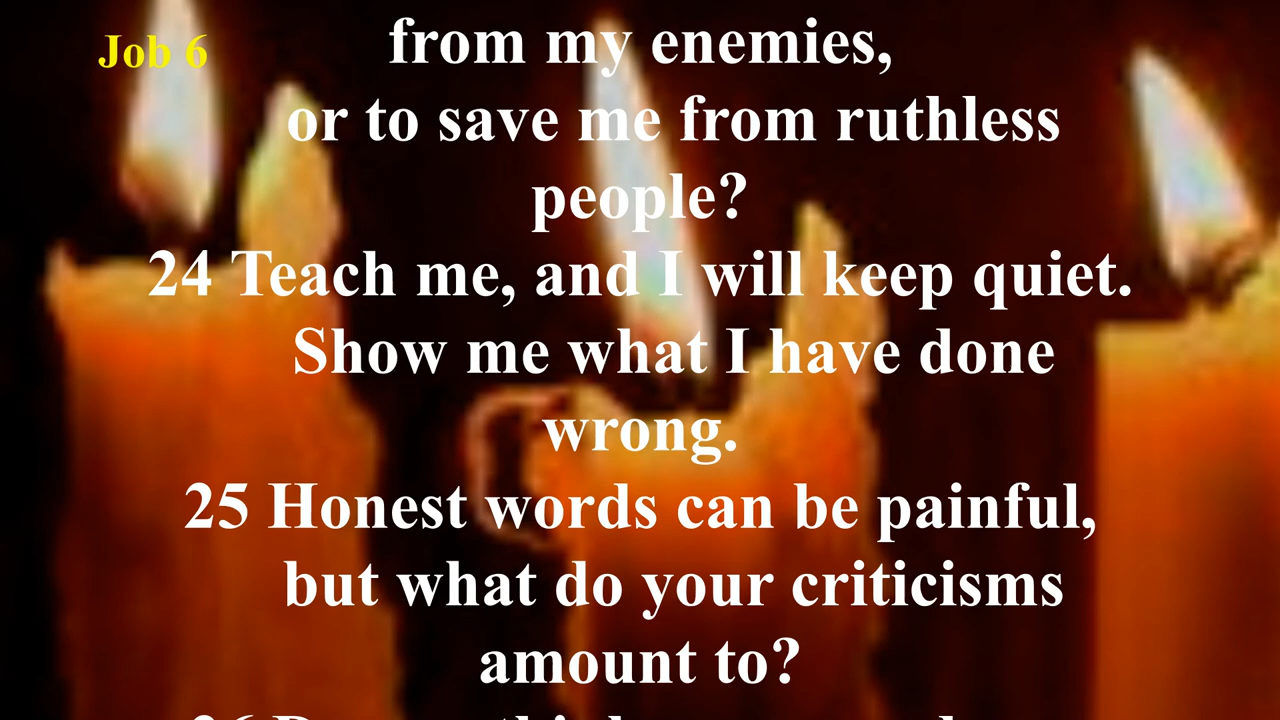 Job 6
from my enemies,
or to save me from ruthless
people?
24 Teach me, and I will keep quiet.
Show me what I have done
wrong.
25 Honest words can be painful,
but what do your criticisms
amount to?